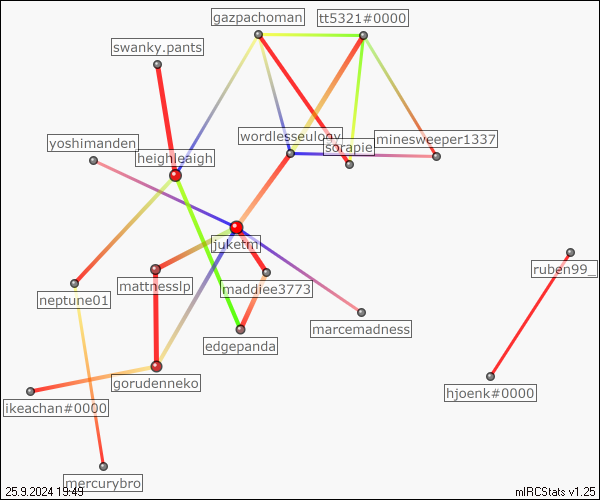 gazpachoman
tt5321#0000
swanky.pants
wordlesseulogy
minesweeper1337
sorapie
yoshimanden
heighleaigh
juketm
ruben99_
mattnesslp
maddiee3773
neptune01
marcemadness
edgepanda
gorudenneko
hjoenk#0000
ikeachan#0000
mercurybro
25.9.2024 19:49
mIRCStats v1.25